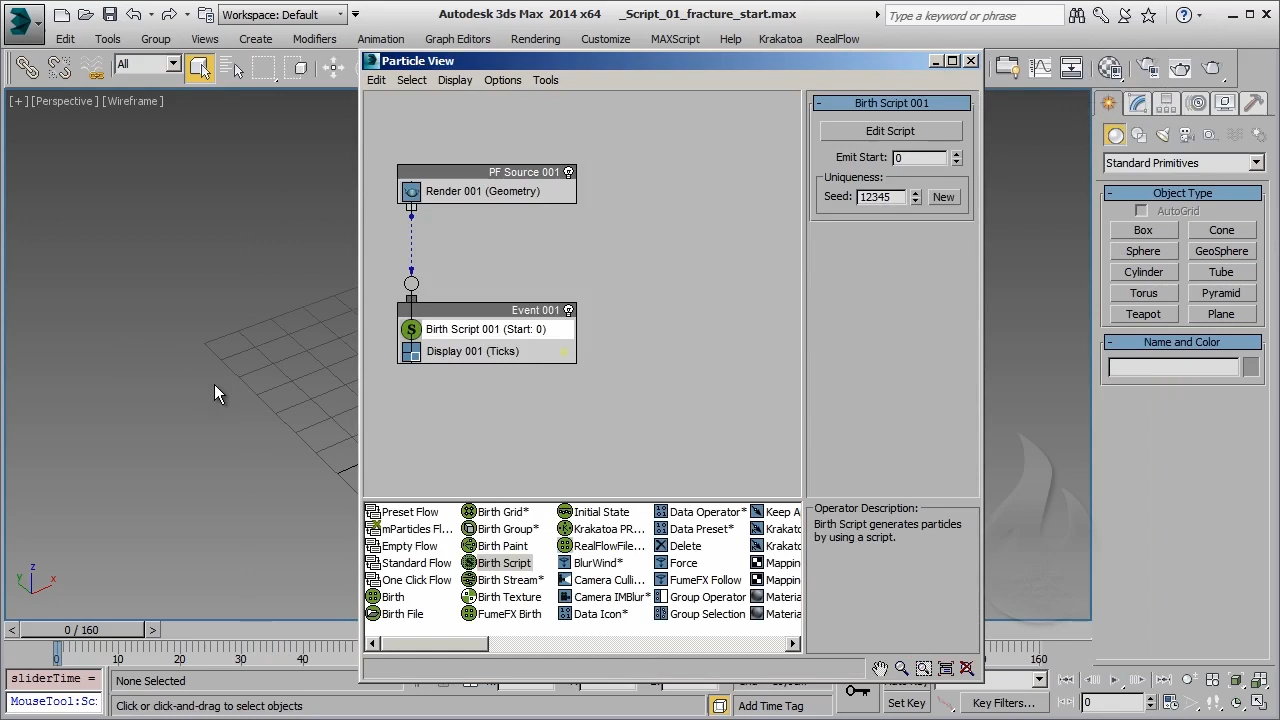 Workspace: Default
Autodesk 3ds Max 2014 x64 _Script_01_fracture_start.max
Type a keyword or phrase
Edit Tools Group Views Create Modifiers Animation Graph Editors Rendering Customize MAXScript Help Krakatoa RealFlow
All
[+] [Perspective] [Wireframe]
Particle View
Edit Select Display Options Tools
PF Source 001
Render 001 (Geometry)
Event 001
S Birth Script 001 (Start: 0)
Display 001 (Ticks)
Birth Script 001
Edit Script
Emit Start: 0
Uniqueness:
Seed: 12345 New
Preset Flow Birth Grid* Initial State Data Operator* Keep A
mParticles Fl... Birth Group* Krakatoa PR... Data Preset* Krakat
Empty Flow Birth Paint RealFlowFile... Delete Krakat
Standard Flow Birth Script BlurWind* Force Mappin
One Click Flow Birth Stream* Camera Culli... FumeFX Follow Mappin
Birth Birth Texture Camera IMBlur* Group Operator Materia
Birth File FumeFX Birth Data Icon* Group Selection Materia
Operator Description:
Birth Script generates particles
by using a script.
Standard Primitives
Object Type
AutoGrid
Box Cone
Sphere GeoSphere
Cylinder Tube
Torus Pyramid
Teapot Plane
Name and Color
z
y x
< 0 / 160 >
0 10 20 30 40 160
sliderTime =
None Selected
MouseTool:Sc
Click or click-and-drag to select objects
Add Time Tag
Set Key
Key Filters...
0